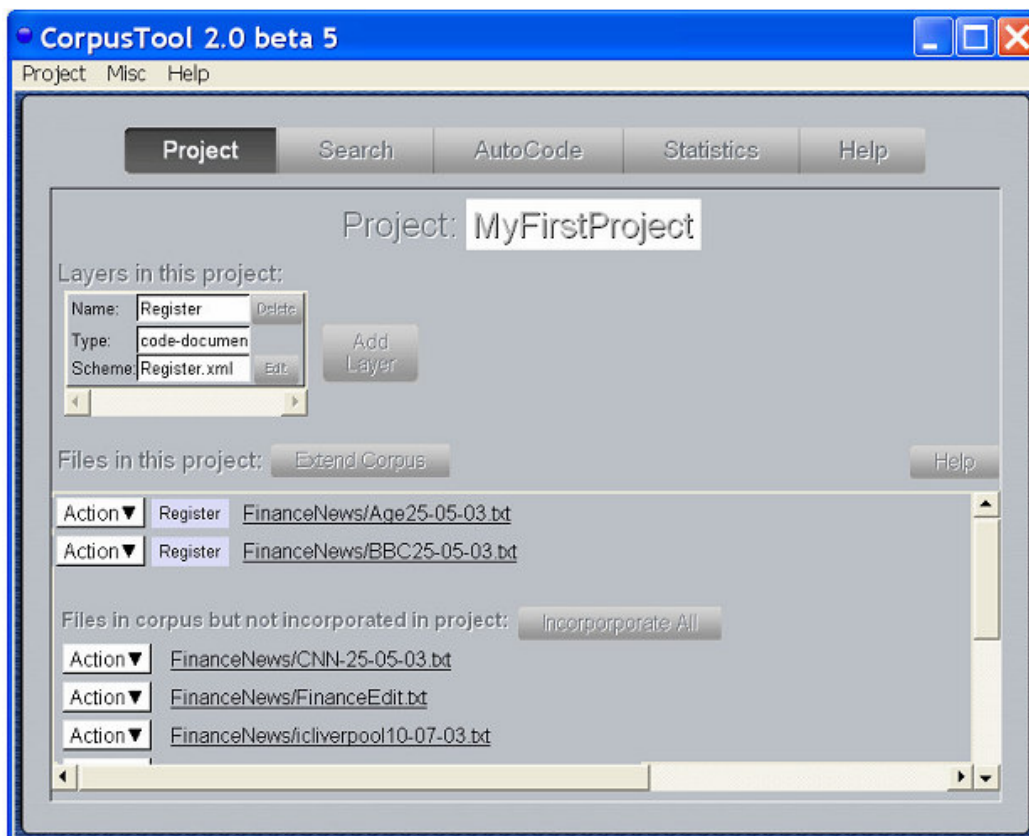 CorpusTool 2.0 beta 5
Project Misc Help
Project Search AutoCode Statistics Help
Project: MyFirstProject
Layers in this project:
Name: Register Delete
Type: code-documen
Scheme: Register.xml Edit
Add
Layer
Files in this project: Extend Corpus Help
Action▼ Register FinanceNews/Age25-05-03.txt
Action▼ Register FinanceNews/BBC25-05-03.txt
Files in corpus but not incorporated in project: Incorporporate All
Action▼ FinanceNews/CNN-25-05-03.txt
Action▼ FinanceNews/FinanceEdit.txt
Action▼ FinanceNews/icliverpool10-07-03.txt